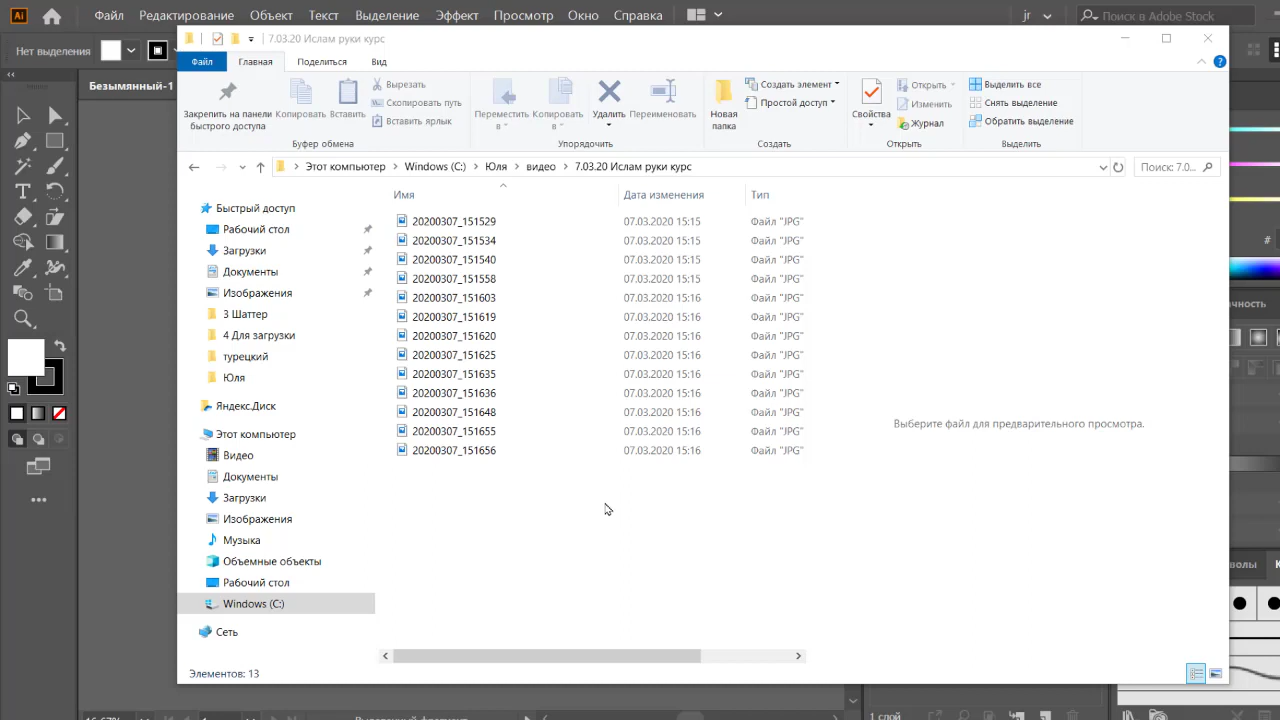 Ai Файл Редактирование Объект Текст Выделение Эффект Просмотр Окно Справка jr Поиск в Adobe Stock
Нет выделения
7.03.20 Ислам руки курс
Файл Главная Поделиться Вид
Безымянный-1
Закрепить на панели быстрого доступа
Копировать
Вставить
Вырезать
Скопировать путь
Вставить ярлык
Буфер обмена
Переместить в
Копировать в
Удалить
Переименовать
Упорядочить
Новая папка
Создать элемент
Простой доступ
Создать
Свойства
Открыть
Изменить
Журнал
Открыть
Выделить все
Снять выделение
Обратить выделение
Выделить
Этот компьютер > Windows (C:) > Юля > видео > 7.03.20 Ислам руки курс
Поиск: 7.0...
Имя Дата изменения Тип
20200307_151529 07.03.2020 15:15 Файл "JPG"
20200307_151534 07.03.2020 15:15 Файл "JPG"
20200307_151540 07.03.2020 15:15 Файл "JPG"
20200307_151558 07.03.2020 15:15 Файл "JPG"
20200307_151603 07.03.2020 15:16 Файл "JPG"
20200307_151619 07.03.2020 15:16 Файл "JPG"
20200307_151620 07.03.2020 15:16 Файл "JPG"
20200307_151625 07.03.2020 15:16 Файл "JPG"
20200307_151635 07.03.2020 15:16 Файл "JPG"
20200307_151636 07.03.2020 15:16 Файл "JPG"
20200307_151648 07.03.2020 15:16 Файл "JPG"
20200307_151655 07.03.2020 15:16 Файл "JPG"
20200307_151656 07.03.2020 15:16 Файл "JPG"
Быстрый доступ
Рабочий стол
Загрузки
Документы
Изображения
3 Шаттер
4 Для загрузки
турецкий
Юля
Яндекс.Диск
Этот компьютер
Видео
Документы
Загрузки
Изображения
Музыка
Объемные объекты
Рабочий стол
Windows (C:)
Сеть
Выберите файл для предварительного просмотра.
Элементов: 13
#
1 слой